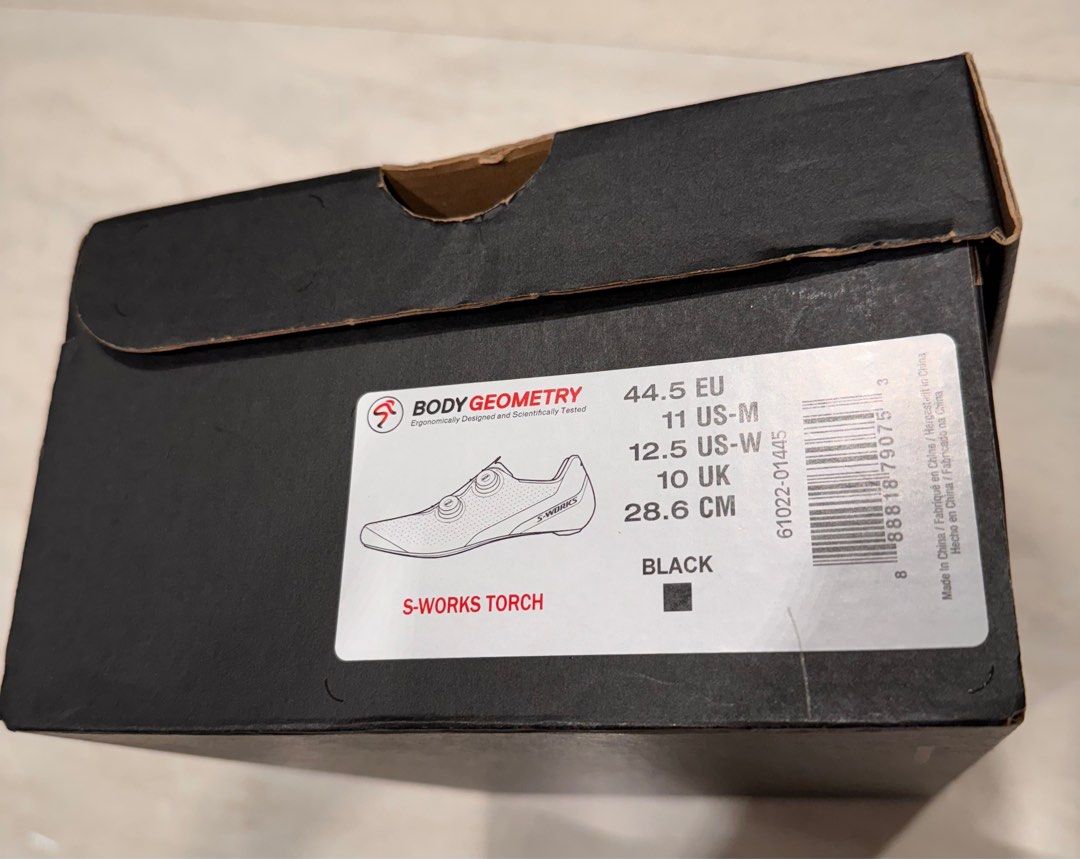 BODY GEOMETRY
Ergonomically Designed and Scientifically Tested
S-WORKS
S-WORKS TORCH
44.5 EU
11 US-M
12.5 US-W
10 UK
28.6 CM
BLACK
61022-01445
8 88818 79075 3
Made in China / Fabriqué en Chine / Hergestellt in China
Hecho en China / Fabricado na China